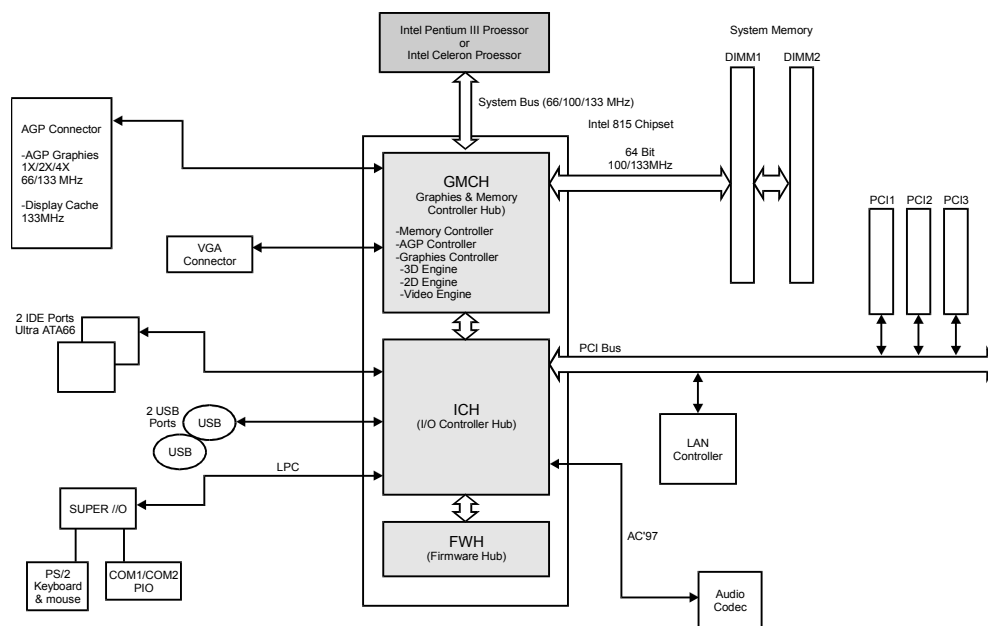 Intel Pentium III Proessor
or
Intel Celeron Proessor
System Memory
DIMM1
DIMM2
System Bus (66/100/133 MHz)
Intel 815 Chipset
64 Bit
100/133MHz
AGP Connector
-AGP Graphies
1X/2X/4X
66/133 MHz
-Display Cache
133MHz
GMCH
Graphies & Memory
Controller Hub)
-Memory Controller
-AGP Controller
-Graphies Controller
-3D Engine
-2D Engine
-Video Engine
VGA
Connector
PCI1
PCI2
PCI3
2 IDE Ports
Ultra ATA66
PCI Bus
ICH
(I/O Controller Hub)
2 USB
Ports
USB
USB
LAN
Controller
LPC
SUPER //O
PS/2
Keyboard
& mouse
COM1/COM2
PIO
FWH
(Firmware Hub)
AC'97
Audio
Codec